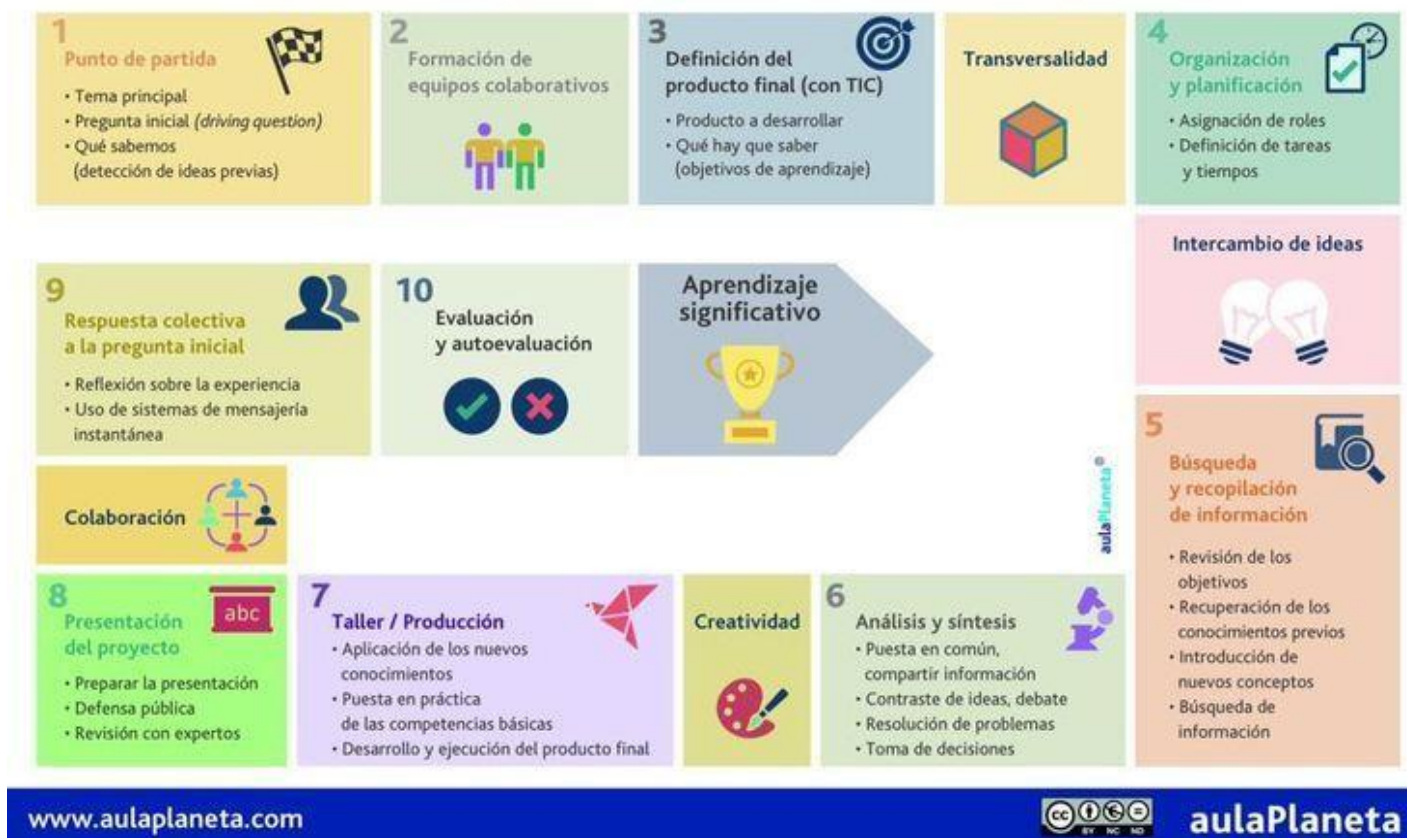 1
Punto de partida
• Tema principal
• Pregunta inicial (driving question)
• Qué sabemos
(detección de ideas previas)
2
Formación de
equipos colaborativos
3
Definición del
producto final (con TIC)
• Producto a desarrollar
• Qué hay que saber
(objetivos de aprendizaje)
Transversalidad
4
Organización
y planificación
• Asignación de roles
• Definición de tareas
y tiempos
Intercambio de ideas
5
Búsqueda
y recopilación
de información
• Revisión de los
objetivos
• Recuperación de los
conocimientos previos
• Introducción de
nuevos conceptos
• Búsqueda de
información
6
Análisis y síntesis
• Puesta en común,
compartir información
• Contraste de ideas, debate
• Resolución de problemas
• Toma de decisiones
Creatividad
7
Taller / Producción
• Aplicación de los nuevos
conocimientos
• Puesta en práctica
de las competencias básicas
• Desarrollo y ejecución del producto final
8
abc
Presentación
del proyecto
• Preparar la presentación
• Defensa pública
• Revisión con expertos
Colaboración
9
Respuesta colectiva
a la pregunta inicial
• Reflexión sobre la experiencia
• Uso de sistemas de mensajería
instantánea
10
Evaluación
y autoevaluación
Aprendizaje
significativo
aulaPlaneta®
www.aulaplaneta.com
cc
BY NC ND
aulaPlaneta